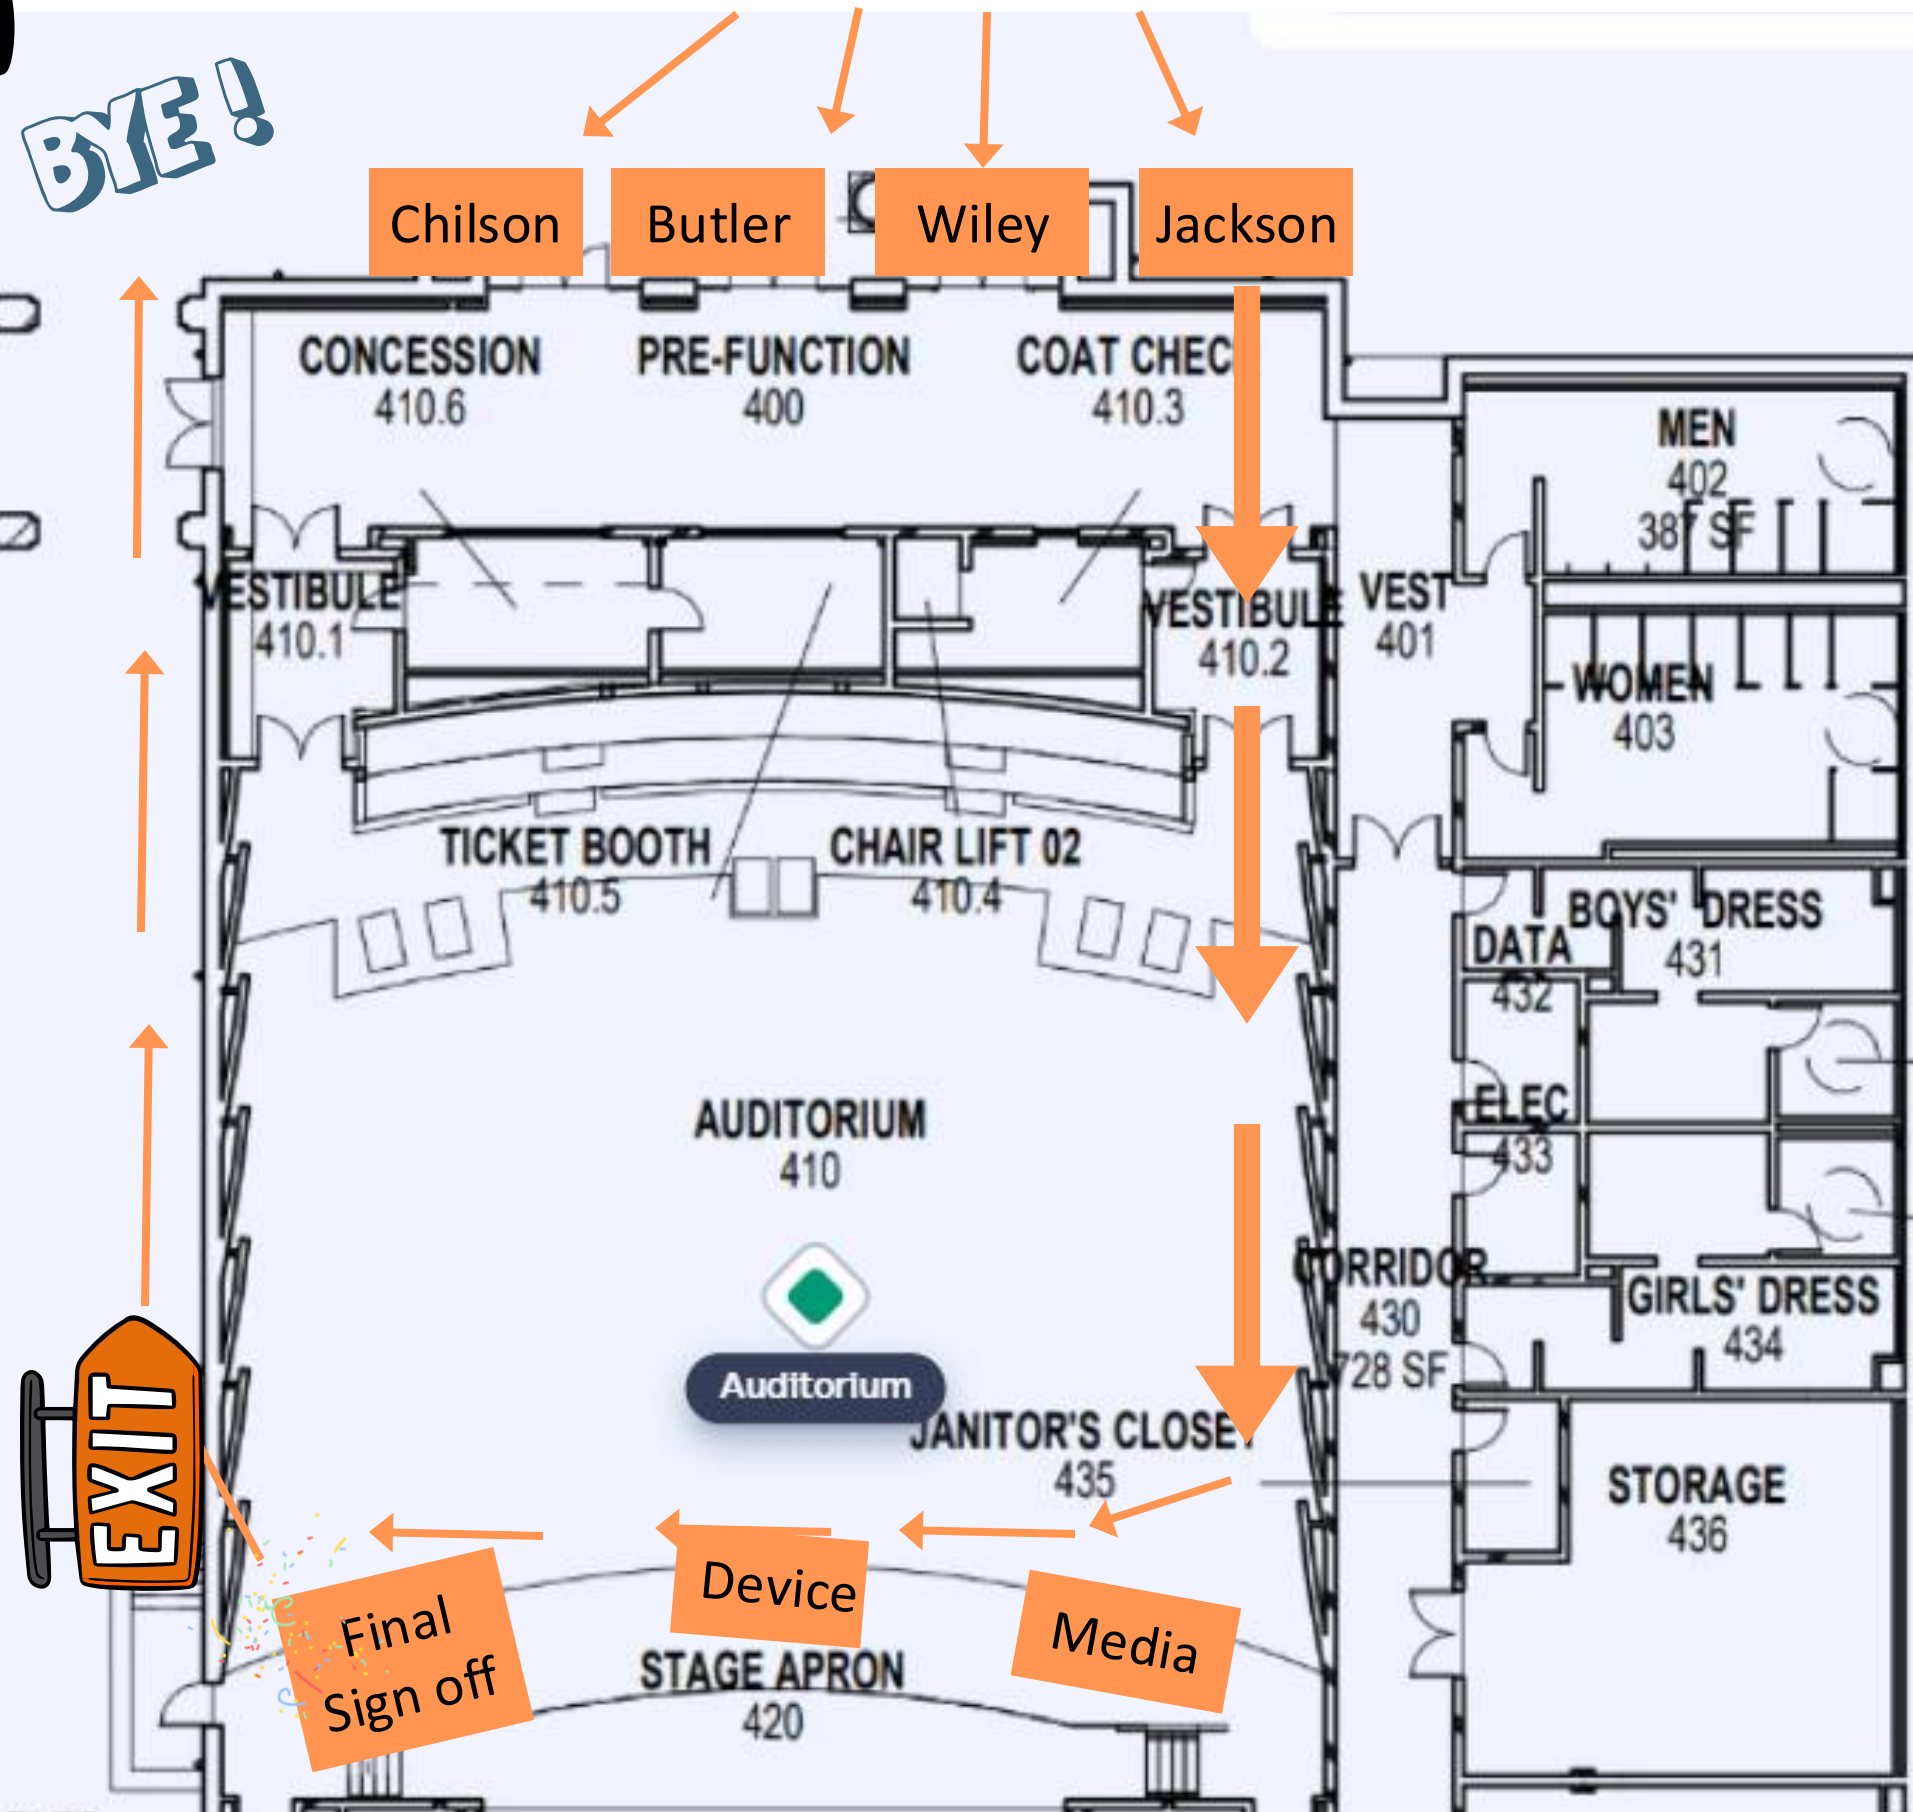 BYE!
Chilson
Butler
Wiley
Jackson
CONCESSION
410.6
PRE-FUNCTION
400
COAT CHEC
410.3
MEN
402
387 SF
VESTIBULE
410.1
VESTIBULE
410.2
VEST
401
WOMEN
403
TICKET BOOTH
410.5
CHAIR LIFT 02
410.4
BOYS' DRESS
431
DATA
432
AUDITORIUM
410
ELEC
433
CORRIDOR
430
728 SF
GIRLS' DRESS
434
Auditorium
JANITOR'S CLOSET
435
EXIT
STORAGE
436
Final
Sign off
Device
Media
STAGE APRON
420